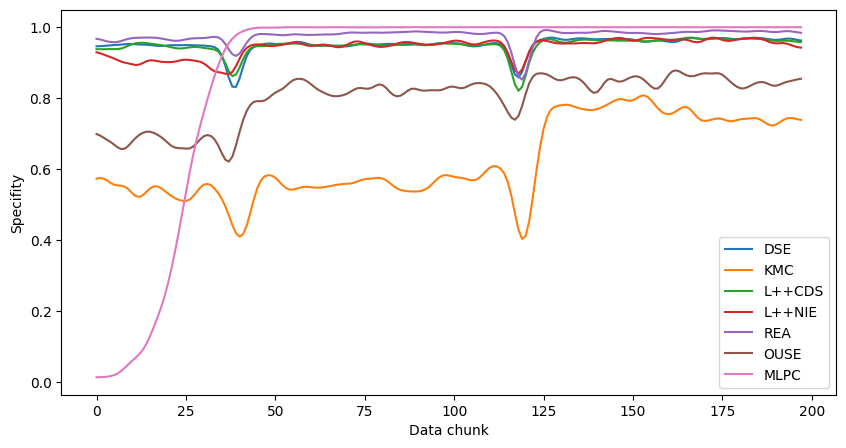 1.0
0.8
0.6
0.4
0.2
0.0
Specifity
0
25
50
75
100
125
150
175
200
Data chunk
DSE
KMC
L++CDS
L++NIE
REA
OUSE
MLPC